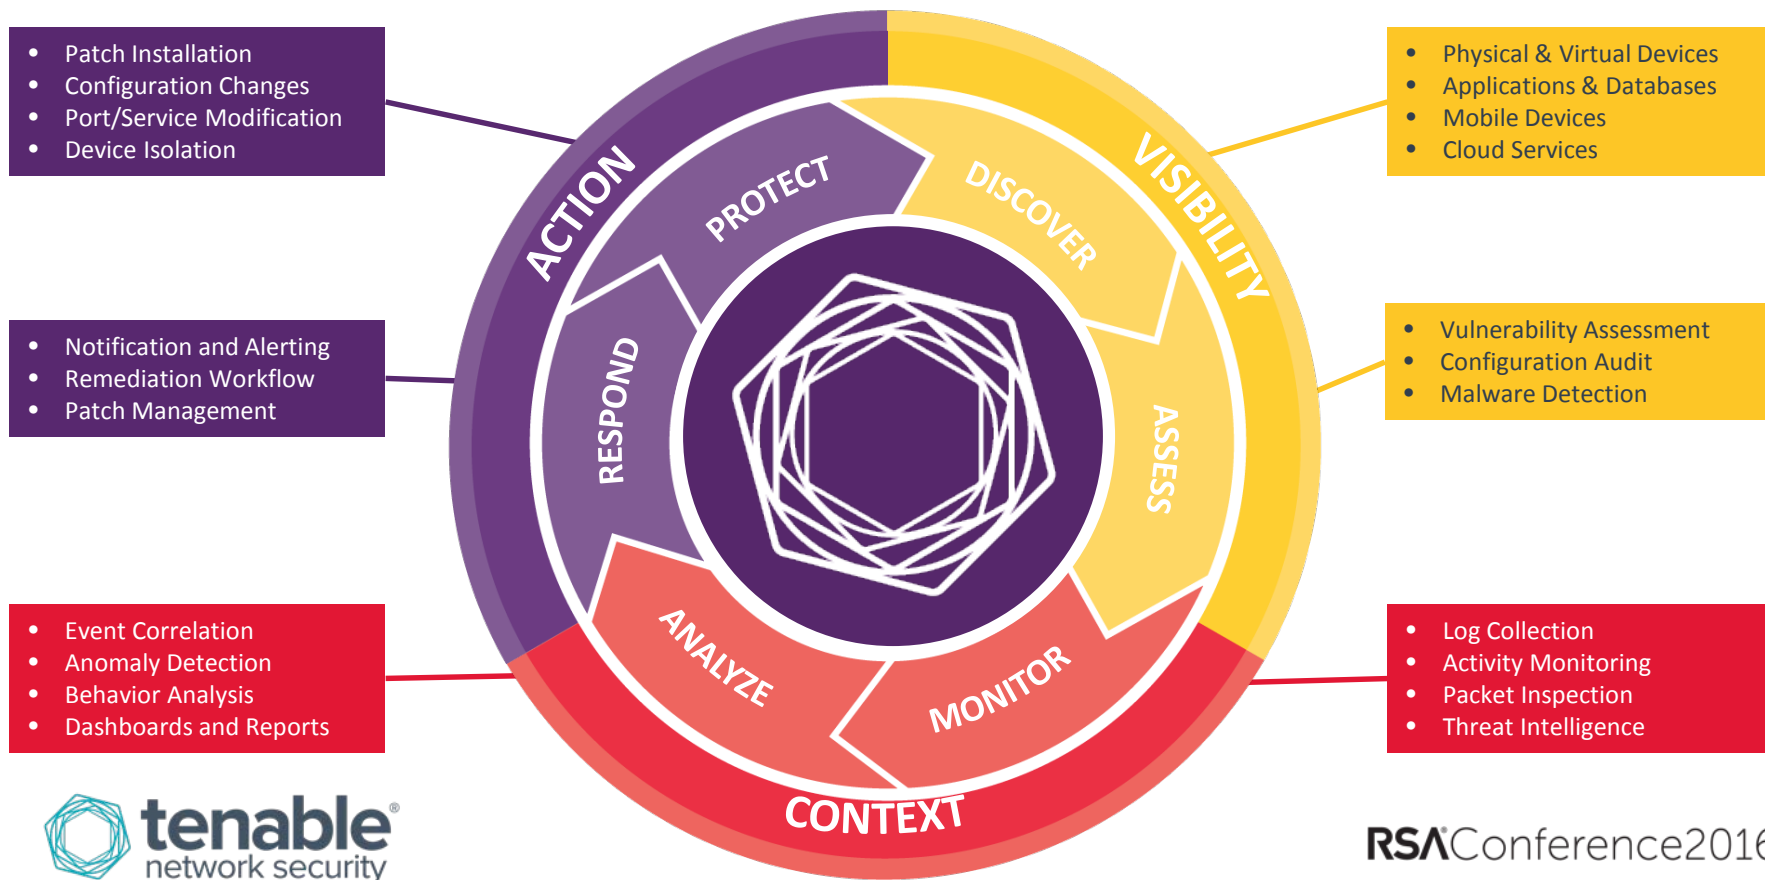 • Patch Installation
• Configuration Changes
• Port/Service Modification
• Device Isolation
• Physical & Virtual Devices
• Applications & Databases
• Mobile Devices
• Cloud Services
ACTION
VISIBILITY
PROTECT
DISCOVER
• Notification and Alerting
• Remediation Workflow
• Patch Management
• Vulnerability Assessment
• Configuration Audit
• Malware Detection
RESPOND
ASSESS
• Event Correlation
• Anomaly Detection
• Behavior Analysis
• Dashboards and Reports
• Log Collection
• Activity Monitoring
• Packet Inspection
• Threat Intelligence
ANALYZE
MONITOR
CONTEXT
tenable®
network security
RSAConference2016